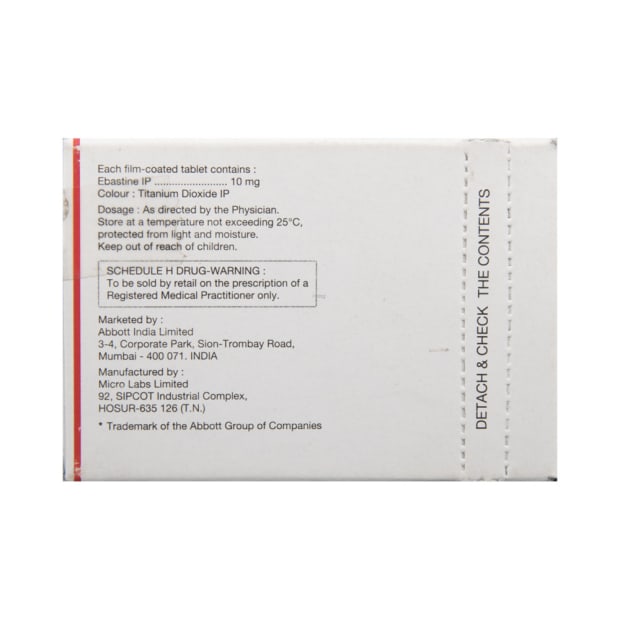 Each film-coated tablet contains :
Ebastine IP ......................... 10 mg
Colour : Titanium Dioxide IP
Dosage : As directed by the Physician.
Store at a temperature not exceeding 25°C,
protected from light and moisture.
Keep out of reach of children.
SCHEDULE H DRUG-WARNING :
To be sold by retail on the prescription of a
Registered Medical Practitioner only.
Marketed by :
Abbott India Limited
3-4, Corporate Park, Sion-Trombay Road,
Mumbai - 400 071. INDIA
Manufactured by :
Micro Labs Limited
92, SIPCOT Industrial Complex,
HOSUR-635 126 (T.N.)
* Trademark of the Abbott Group of Companies
DETACH & CHECK THE CONTENTS